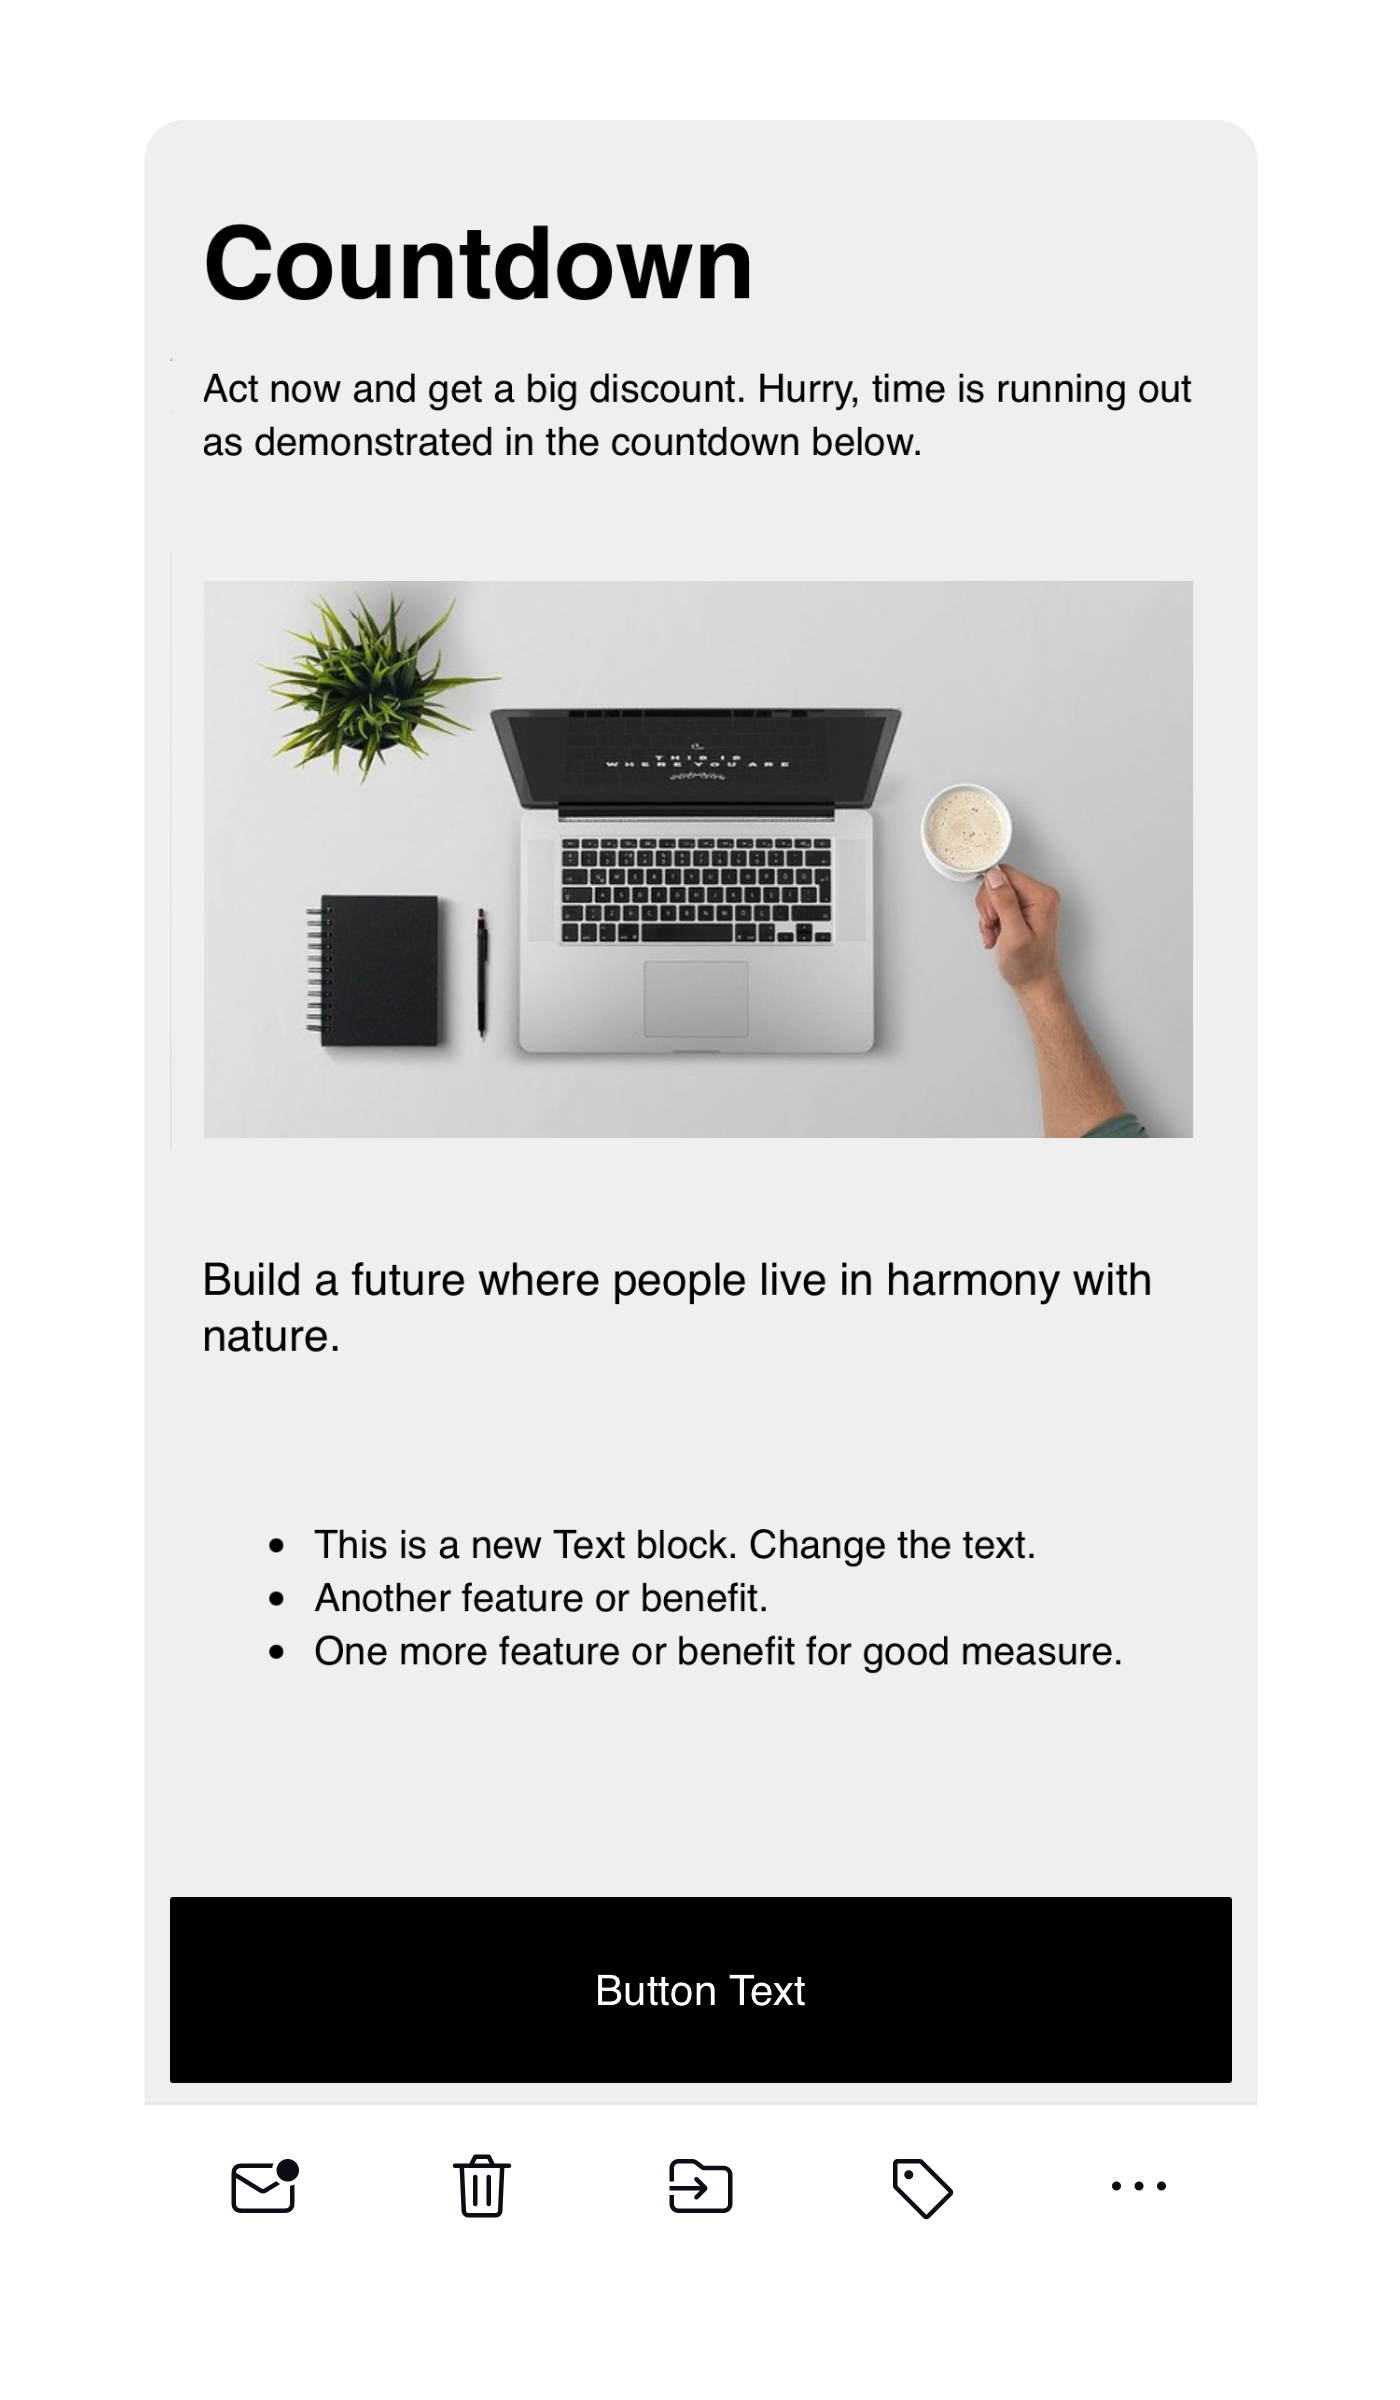 Countdown
Act now and get a big discount. Hurry, time is running out
as demonstrated in the countdown below.
THIS IS
WHERE YOU ARE
Build a future where people live in harmony with
nature.
• This is a new Text block. Change the text.
• Another feature or benefit.
• One more feature or benefit for good measure.
Button Text